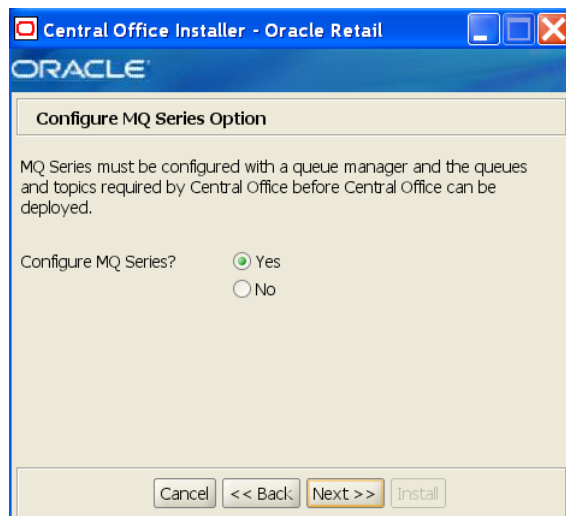 Central Office Installer - Oracle Retail
ORACLE
Configure MQ Series Option
MQ Series must be configured with a queue manager and the queues
and topics required by Central Office before Central Office can be
deployed.
Configure MQ Series? Yes
No
Cancel << Back Next >> Install